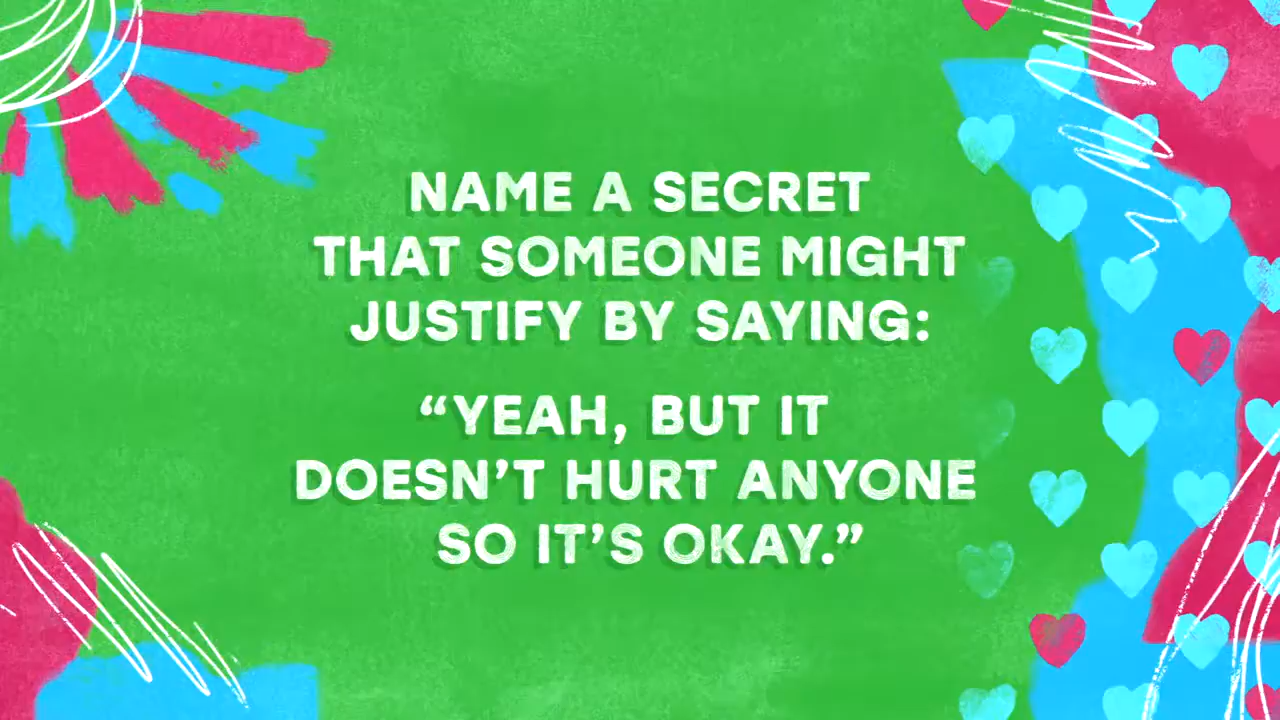 NAME A SECRET
THAT SOMEONE MIGHT
JUSTIFY BY SAYING:
“YEAH, BUT IT
DOESN’T HURT ANYONE
SO IT’S OKAY.”